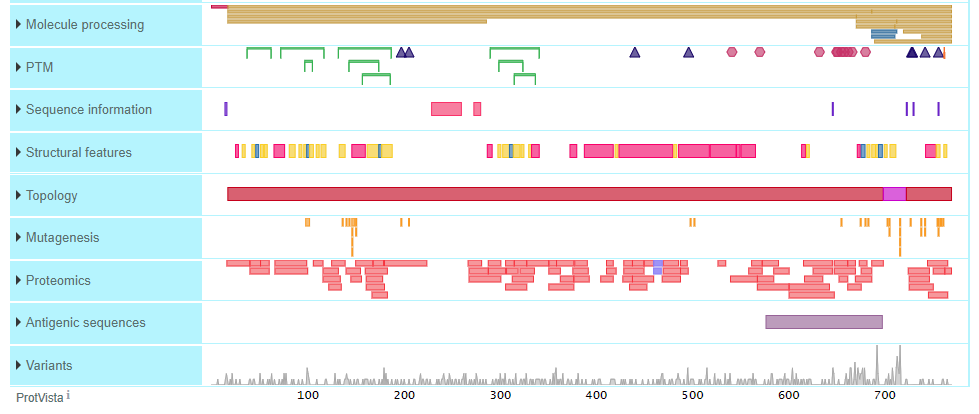 Molecule processing
PTM
Sequence information
Structural features
Topology
Mutagenesis
Proteomics
Antigenic sequences
Variants
ProtVista i 100 200 300 400 500 600 700